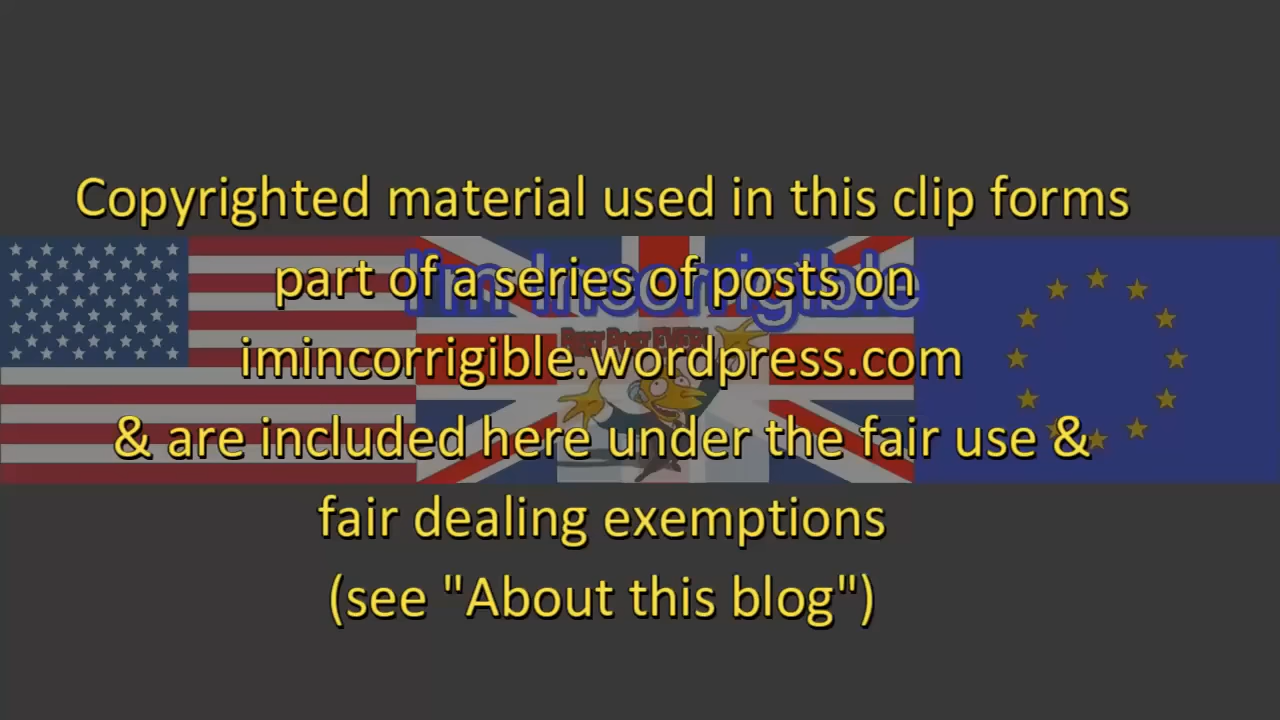 Copyrighted material used in this clip forms
part of a series of posts on
I'm Incorrigible
imincorrigible.wordpress.com
& are included here under the fair use &
fair dealing exemptions
(see "About this blog")